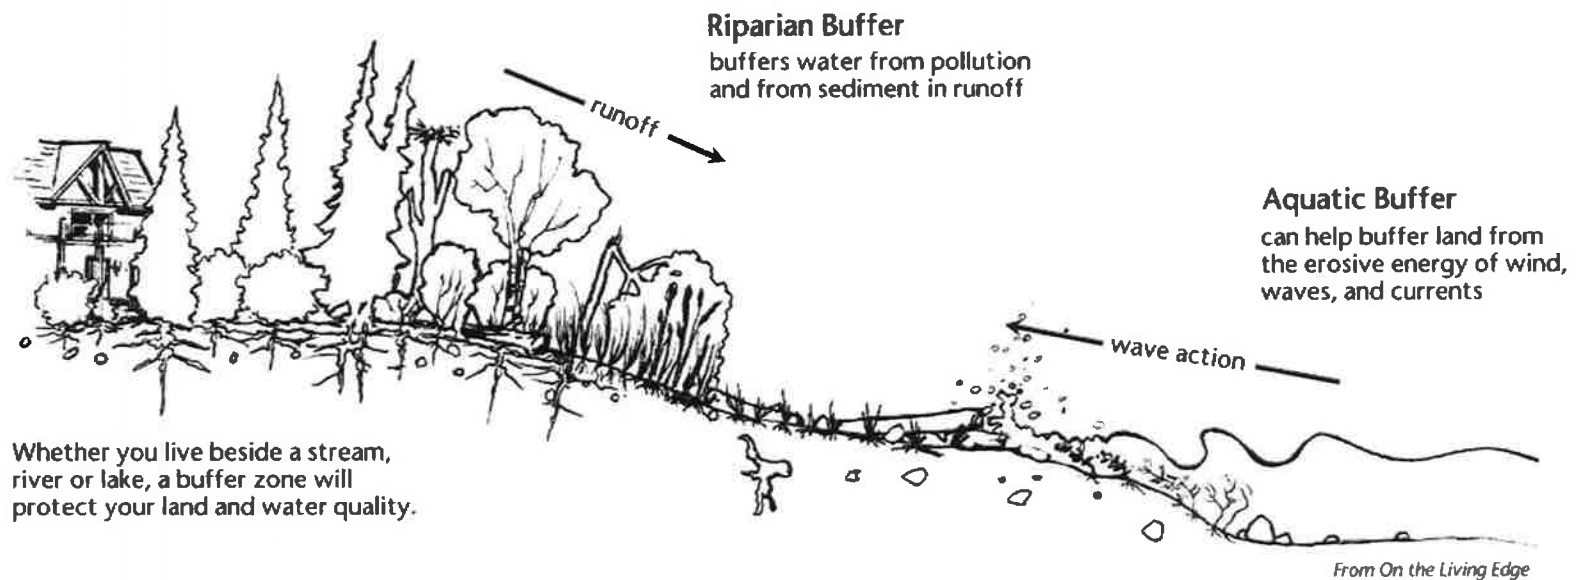 Riparian Buffer
buffers water from pollution
and from sediment in runoff
runoff
Aquatic Buffer
can help buffer land from
the erosive energy of wind,
waves, and currents
wave action
Whether you live beside a stream,
river or lake, a buffer zone will
protect your land and water quality.
From On the Living Edge